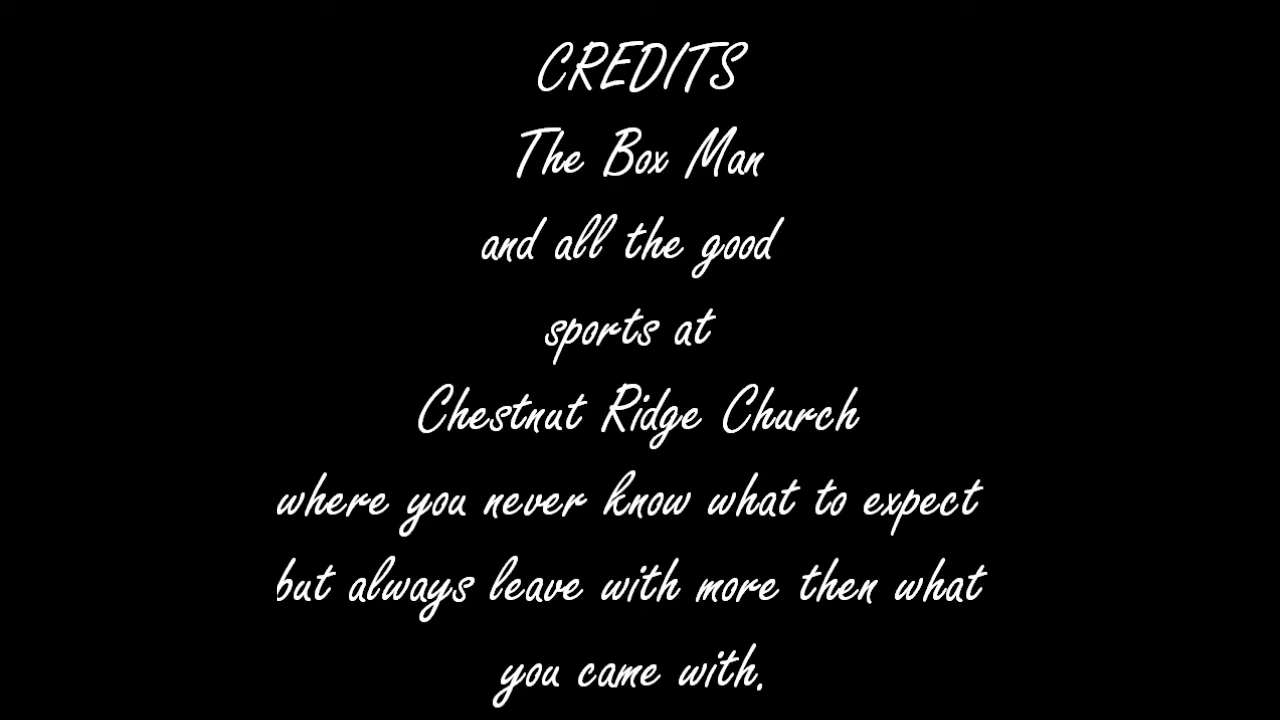 CREDITS
The Box Man
and all the good
sports at
Chestnut Ridge Church
where you never know what to expect
but always leave with more then what
you came with.